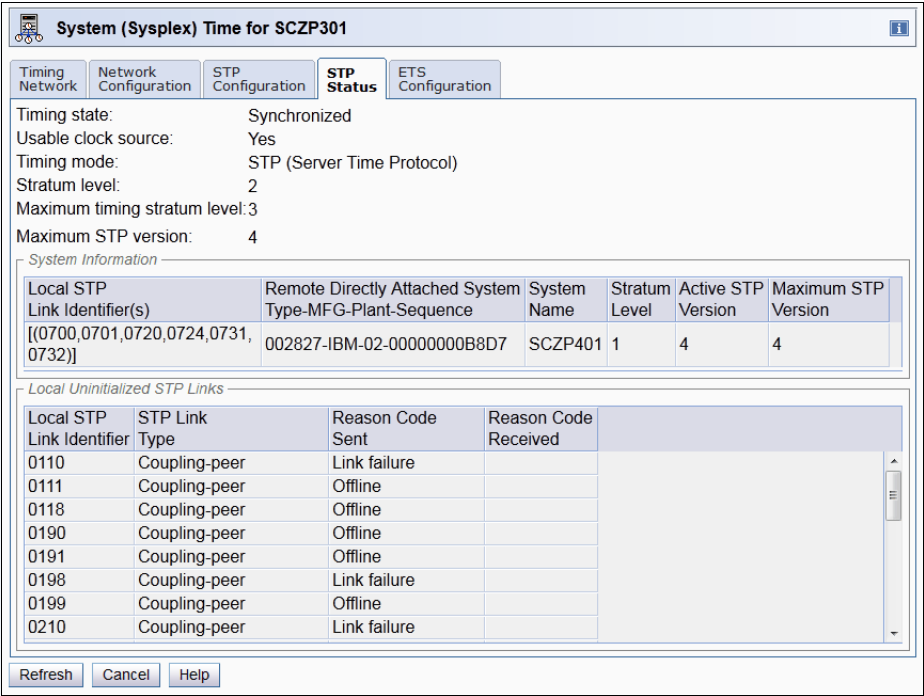 System (Sysplex) Time for SCZP301
i
Timing Network
Network Configuration
STP Configuration
STP Status
ETS Configuration
Timing state: Synchronized
Usable clock source: Yes
Timing mode: STP (Server Time Protocol)
Stratum level: 2
Maximum timing stratum level: 3
Maximum STP version: 4
System Information
Local STP Link Identifier(s) Remote Directly Attached System Type-MFG-Plant-Sequence System Name Stratum Level Active STP Version Maximum STP Version
[(0700,0701,0720,0724,0731,
0732)] 002827-IBM-02-00000000B8D7 SCZP401 1 4 4
Local Uninitialized STP Links
Local STP Link Identifier STP Link Type Reason Code Sent Reason Code Received
0110 Coupling-peer Link failure
0111 Coupling-peer Offline
0118 Coupling-peer Offline
0190 Coupling-peer Offline
0191 Coupling-peer Offline
0198 Coupling-peer Link failure
0199 Coupling-peer Offline
0210 Coupling-peer Link failure
Refresh Cancel Help